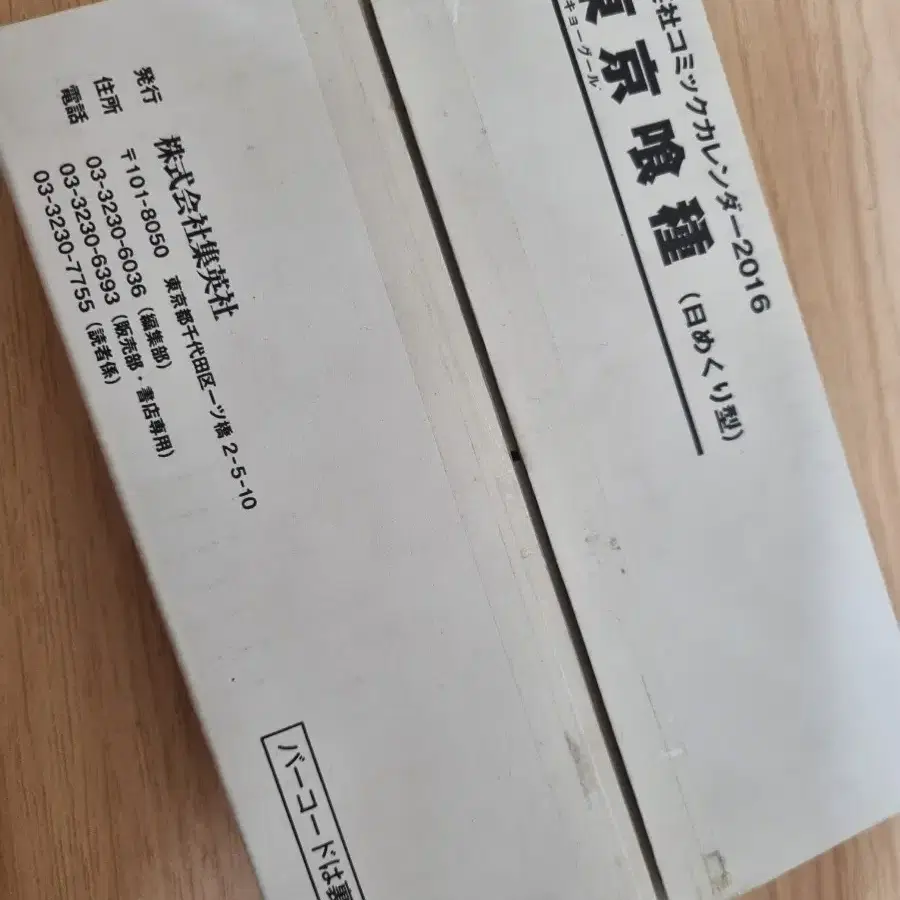 社コミックカレンダー2016
キョーグール
東京喰種 (日めくり型)
発行 株式会社集英社
住所 〒101-8050 東京都千代田区一ツ橋 2-5-10
電話 03-3230-6036 (編集部)
03-3230-6393 (販売部・書店専用)
03-3230-7755 (読者係)
バーコードは裏